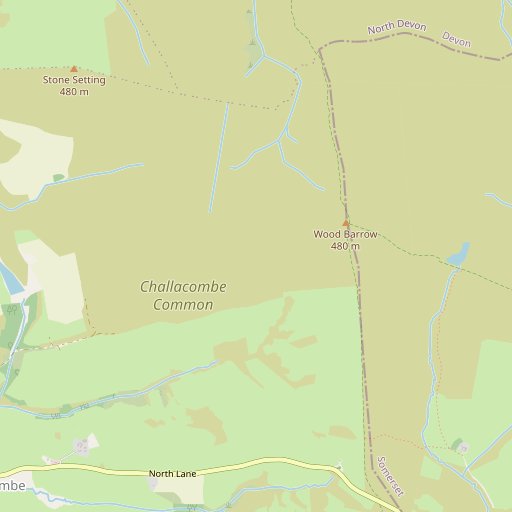 North Devon
Devon
Stone Setting
480 m
Wood Barrow
480 m
Challacombe
Common
Somerset
North Lane
mbe